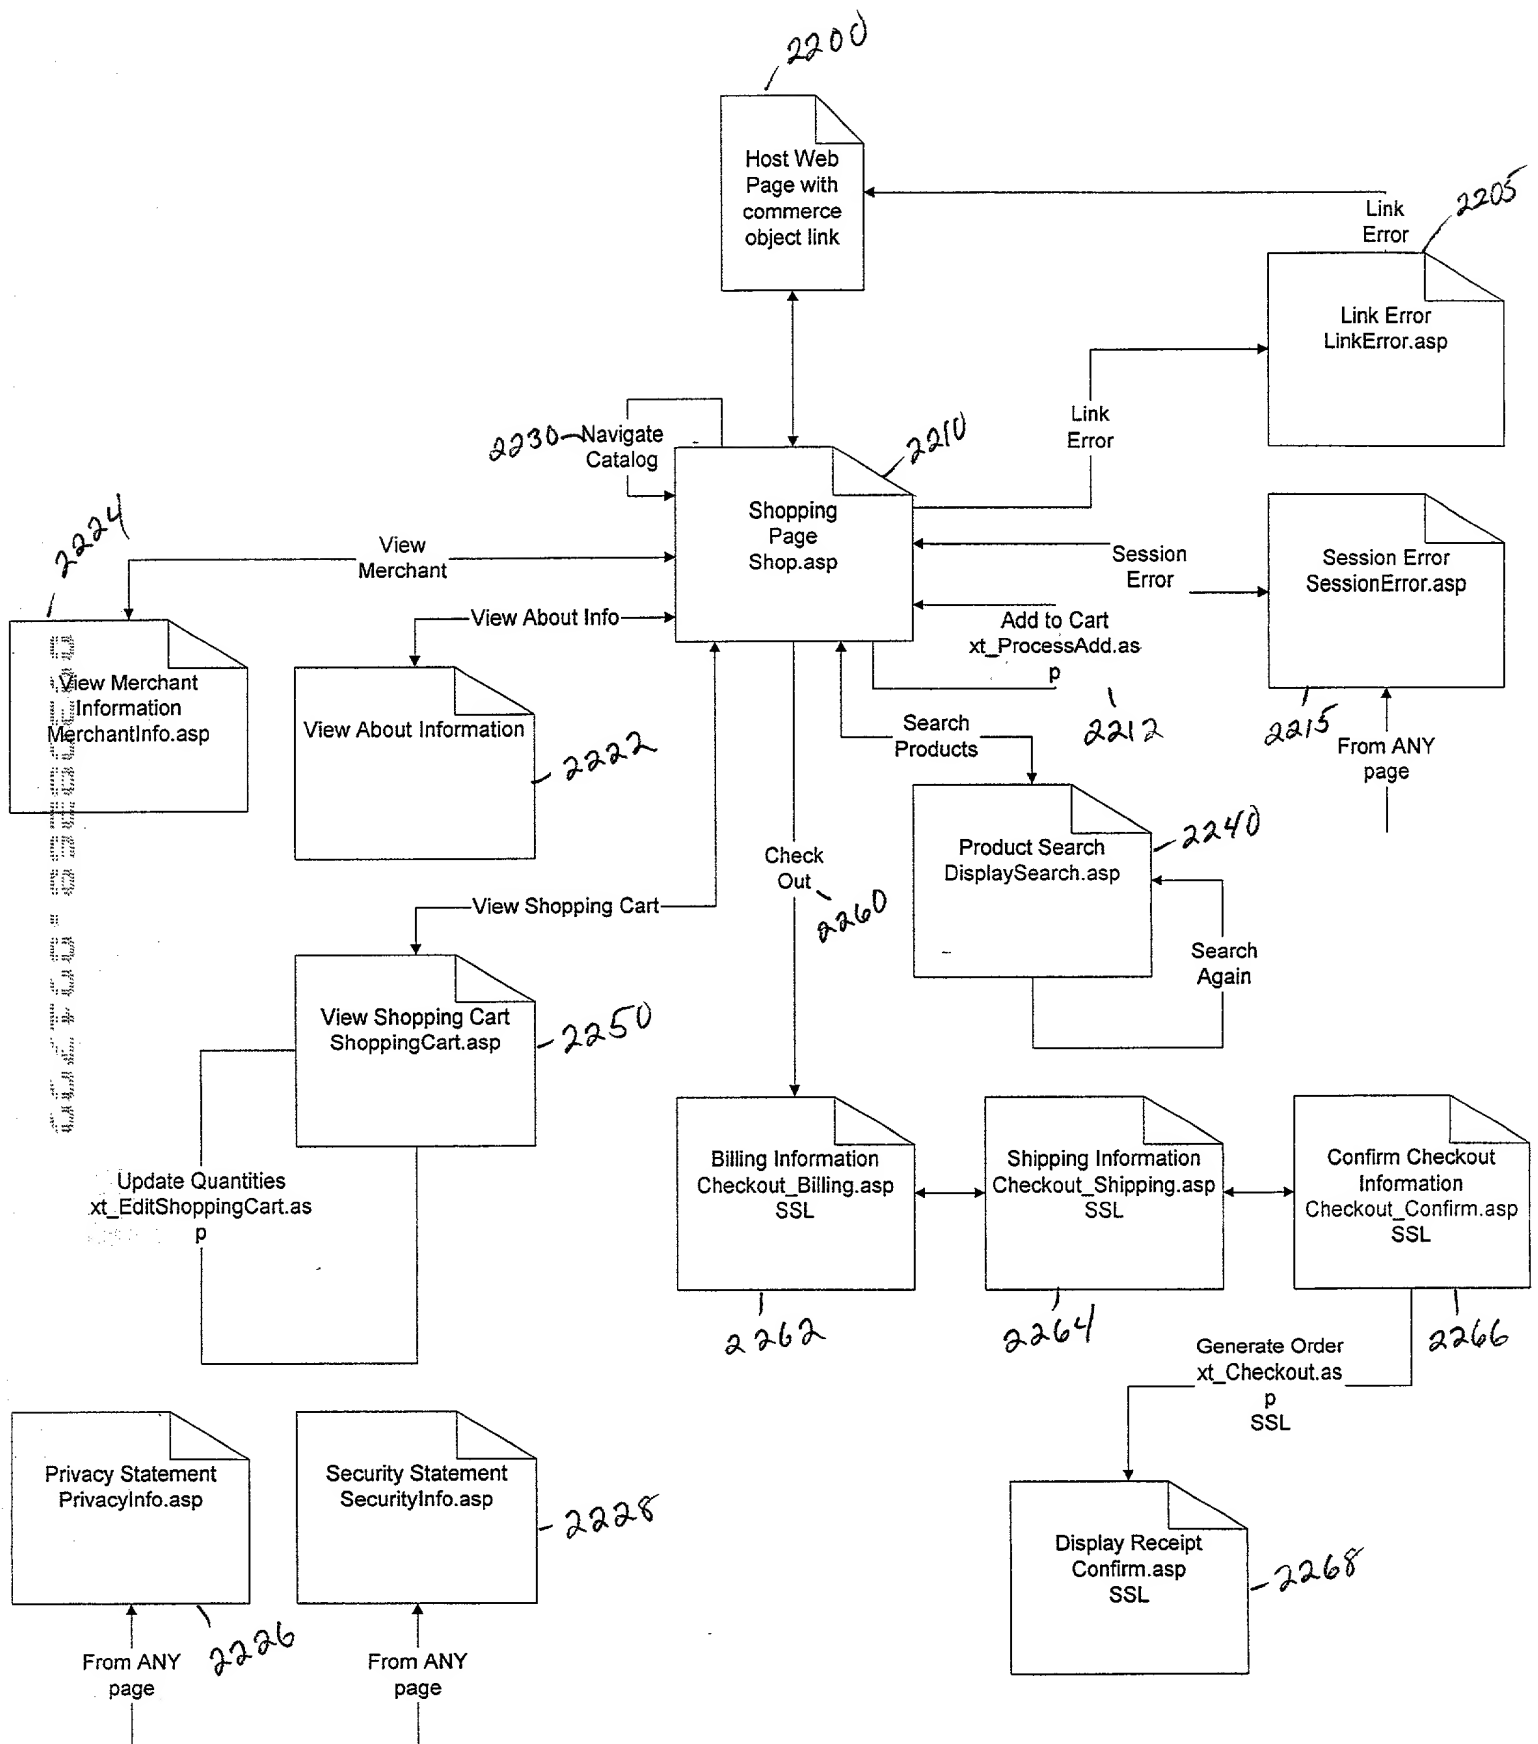 2200
Host Web
Page with
commerce
object link
Link
Error
2205
Link Error
LinkError.asp
Link
Error
2230
Navigate
Catalog
2210
Shopping
Page
Shop.asp
Session
Error
Session Error
SessionError.asp
2215
From ANY
page
2224
View
Merchant
View Merchant
Information
MerchantInfo.asp
View About Info
View About Information
2222
Add to Cart
xt_ProcessAdd.as
p
2212
Search
Products
Product Search
DisplaySearch.asp
2240
Search
Again
Check
Out
2260
View Shopping Cart
View Shopping Cart
ShoppingCart.asp
2250
Update Quantities
xt_EditShoppingCart.as
p
Billing Information
Checkout_Billing.asp
SSL
2262
Shipping Information
Checkout_Shipping.asp
SSL
2264
Confirm Checkout
Information
Checkout_Confirm.asp
SSL
2266
Generate Order
xt_Checkout.as
p
SSL
Display Receipt
Confirm.asp
SSL
2268
Privacy Statement
PrivacyInfo.asp
2226
From ANY
page
Security Statement
SecurityInfo.asp
2228
From ANY
page